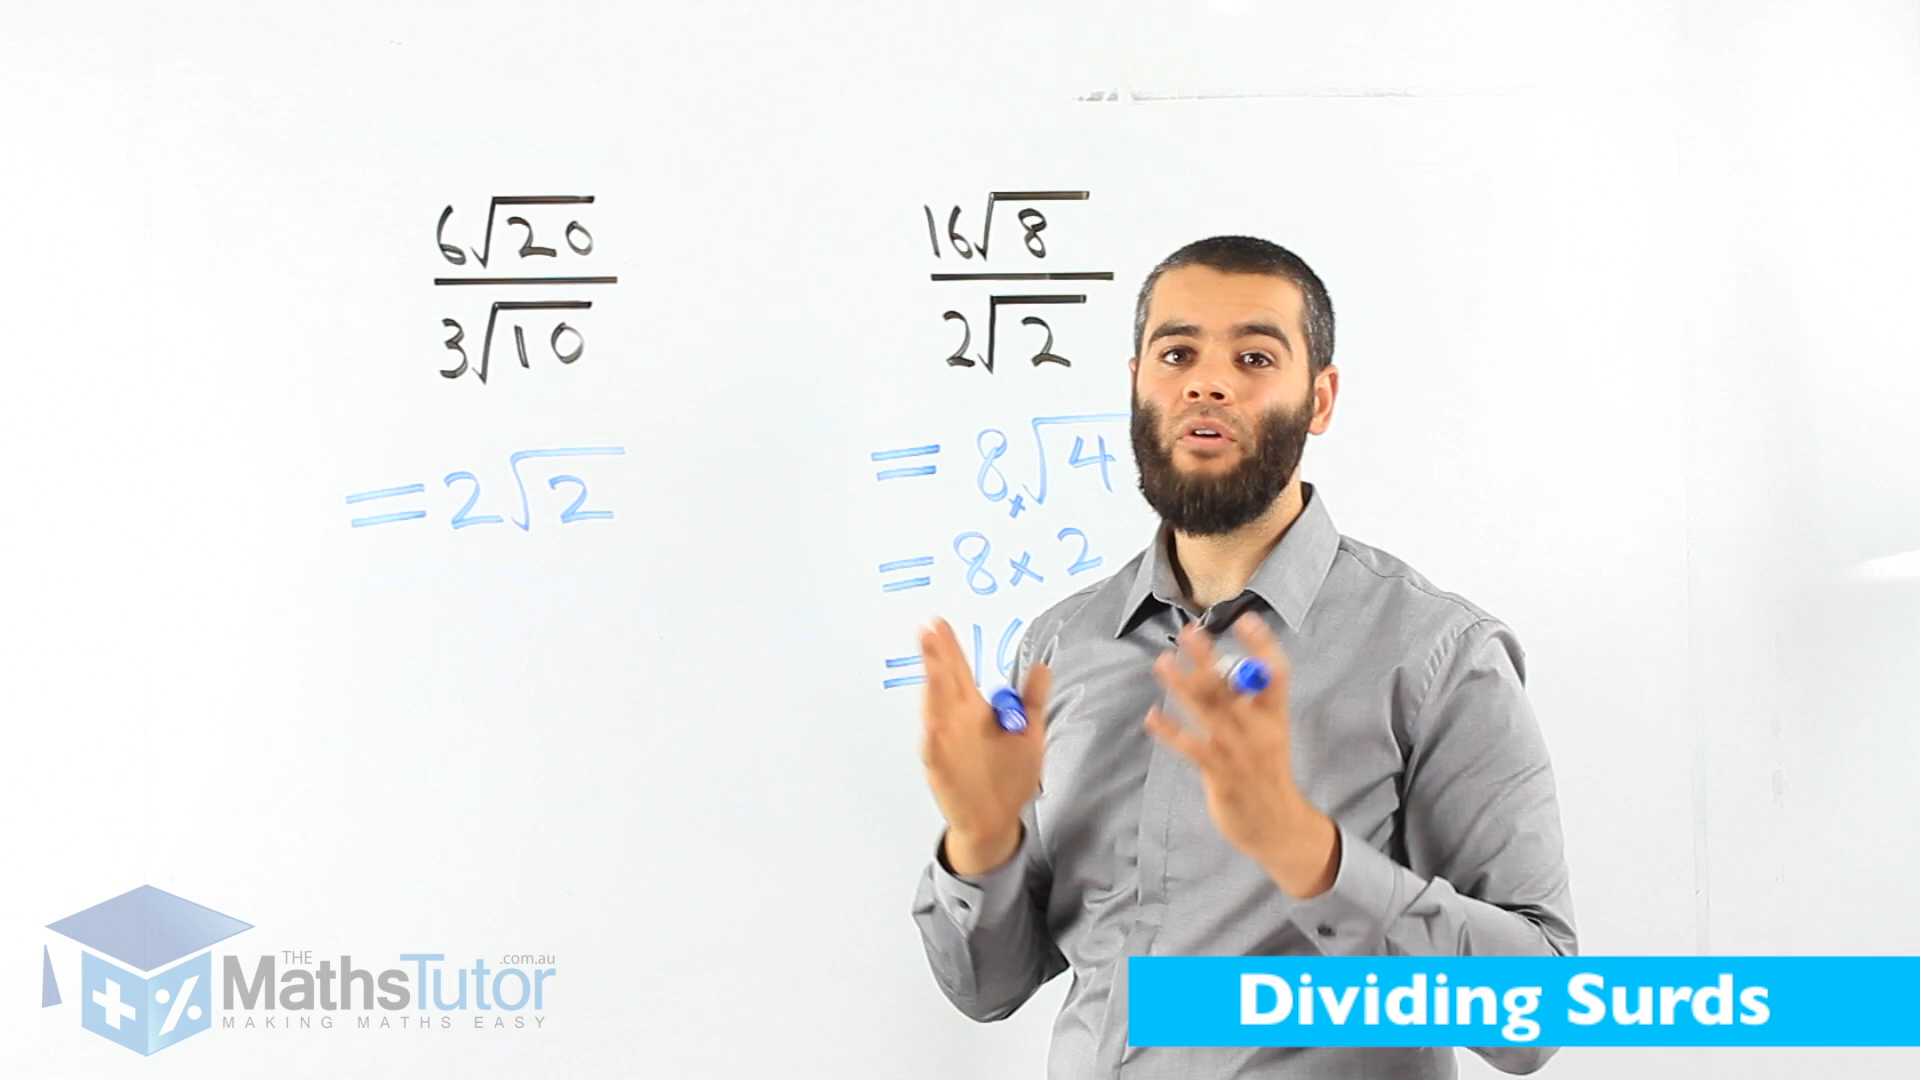 6√20
3√10
= 2√2
16√8
2√2
= 8×√4
= 8 × 2
= 16
THE
MathsTutor
.com.au
MAKING MATHS EASY
Dividing Surds